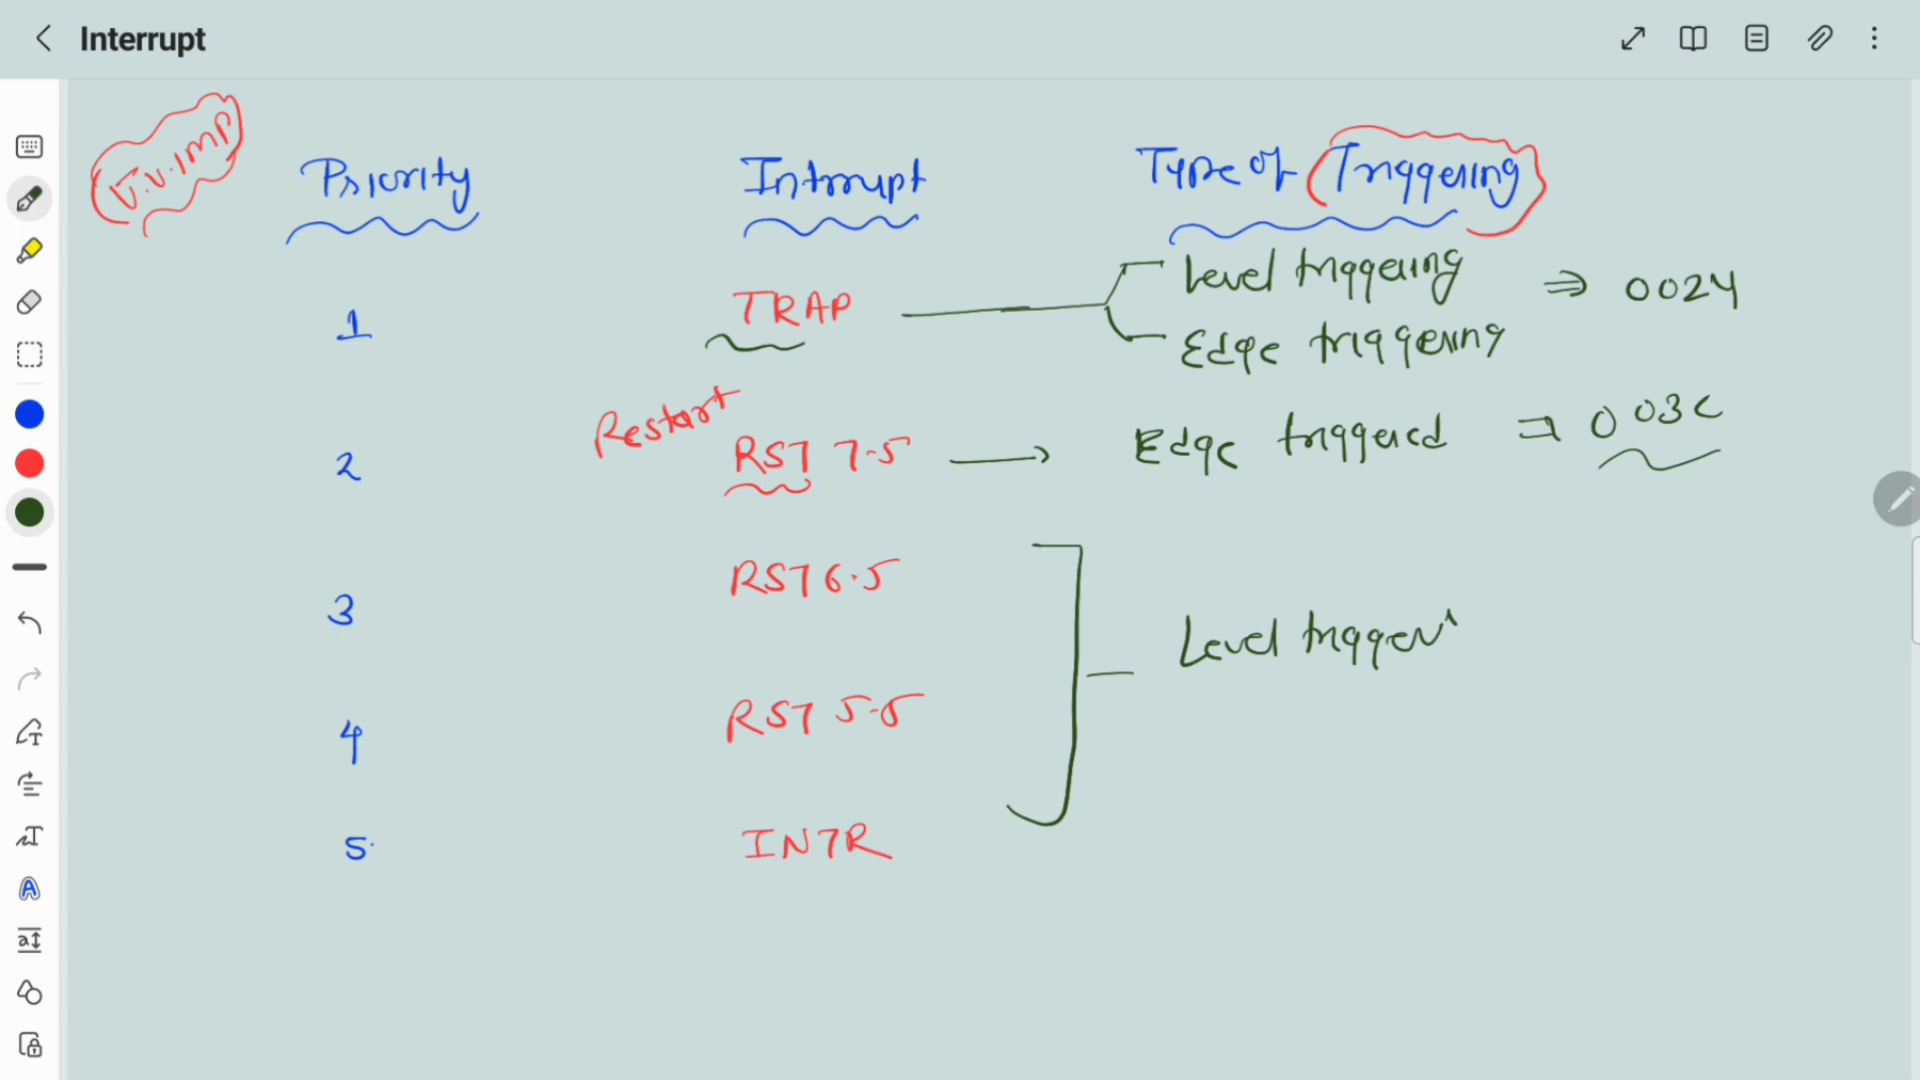 Interrupt
V.V.IMP
Priority Intrrupt Type of Triggering
1 TRAP Level triggering ⇒ 0024
Edge triggering
Restart
2 RST 7.5 → Edge triggered ⇒ 003C
3 RST 6.5
Level trigger
4 RST 5.5
5. INTR